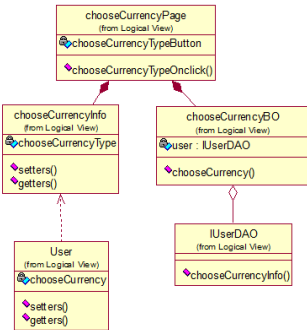 chooseCurrencyPage
(from Logical View)
chooseCurrencyTypeButton
chooseCurrencyTypeOnclick()
chooseCurrencyInfo
(from Logical View)
chooseCurrencyType
setters()
getters()
chooseCurrencyBO
(from Logical View)
user : IUserDAO
chooseCurrency()
User
(from Logical View)
chooseCurrency
setters()
getters()
IUserDAO
(from Logical View)
chooseCurrencyInfo()